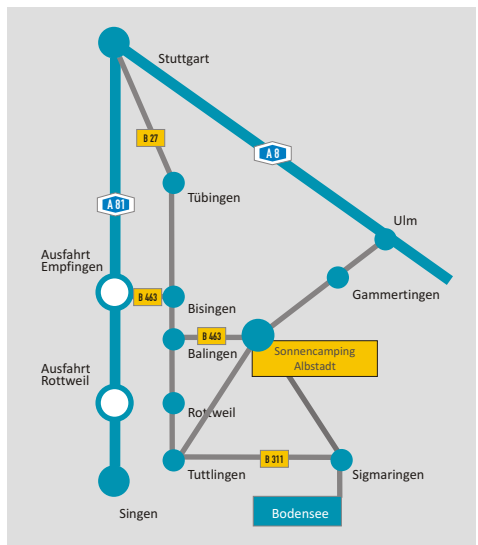 Stuttgart
B 27
A 8
Tübingen
A 81
Ulm
Ausfahrt
Empfingen
Gammertingen
B 463
Bisingen
B 463
Balingen
Sonnencamping
Albstadt
Ausfahrt
Rottweil
Rottweil
B 311
Tuttlingen
Sigmaringen
Singen
Bodensee